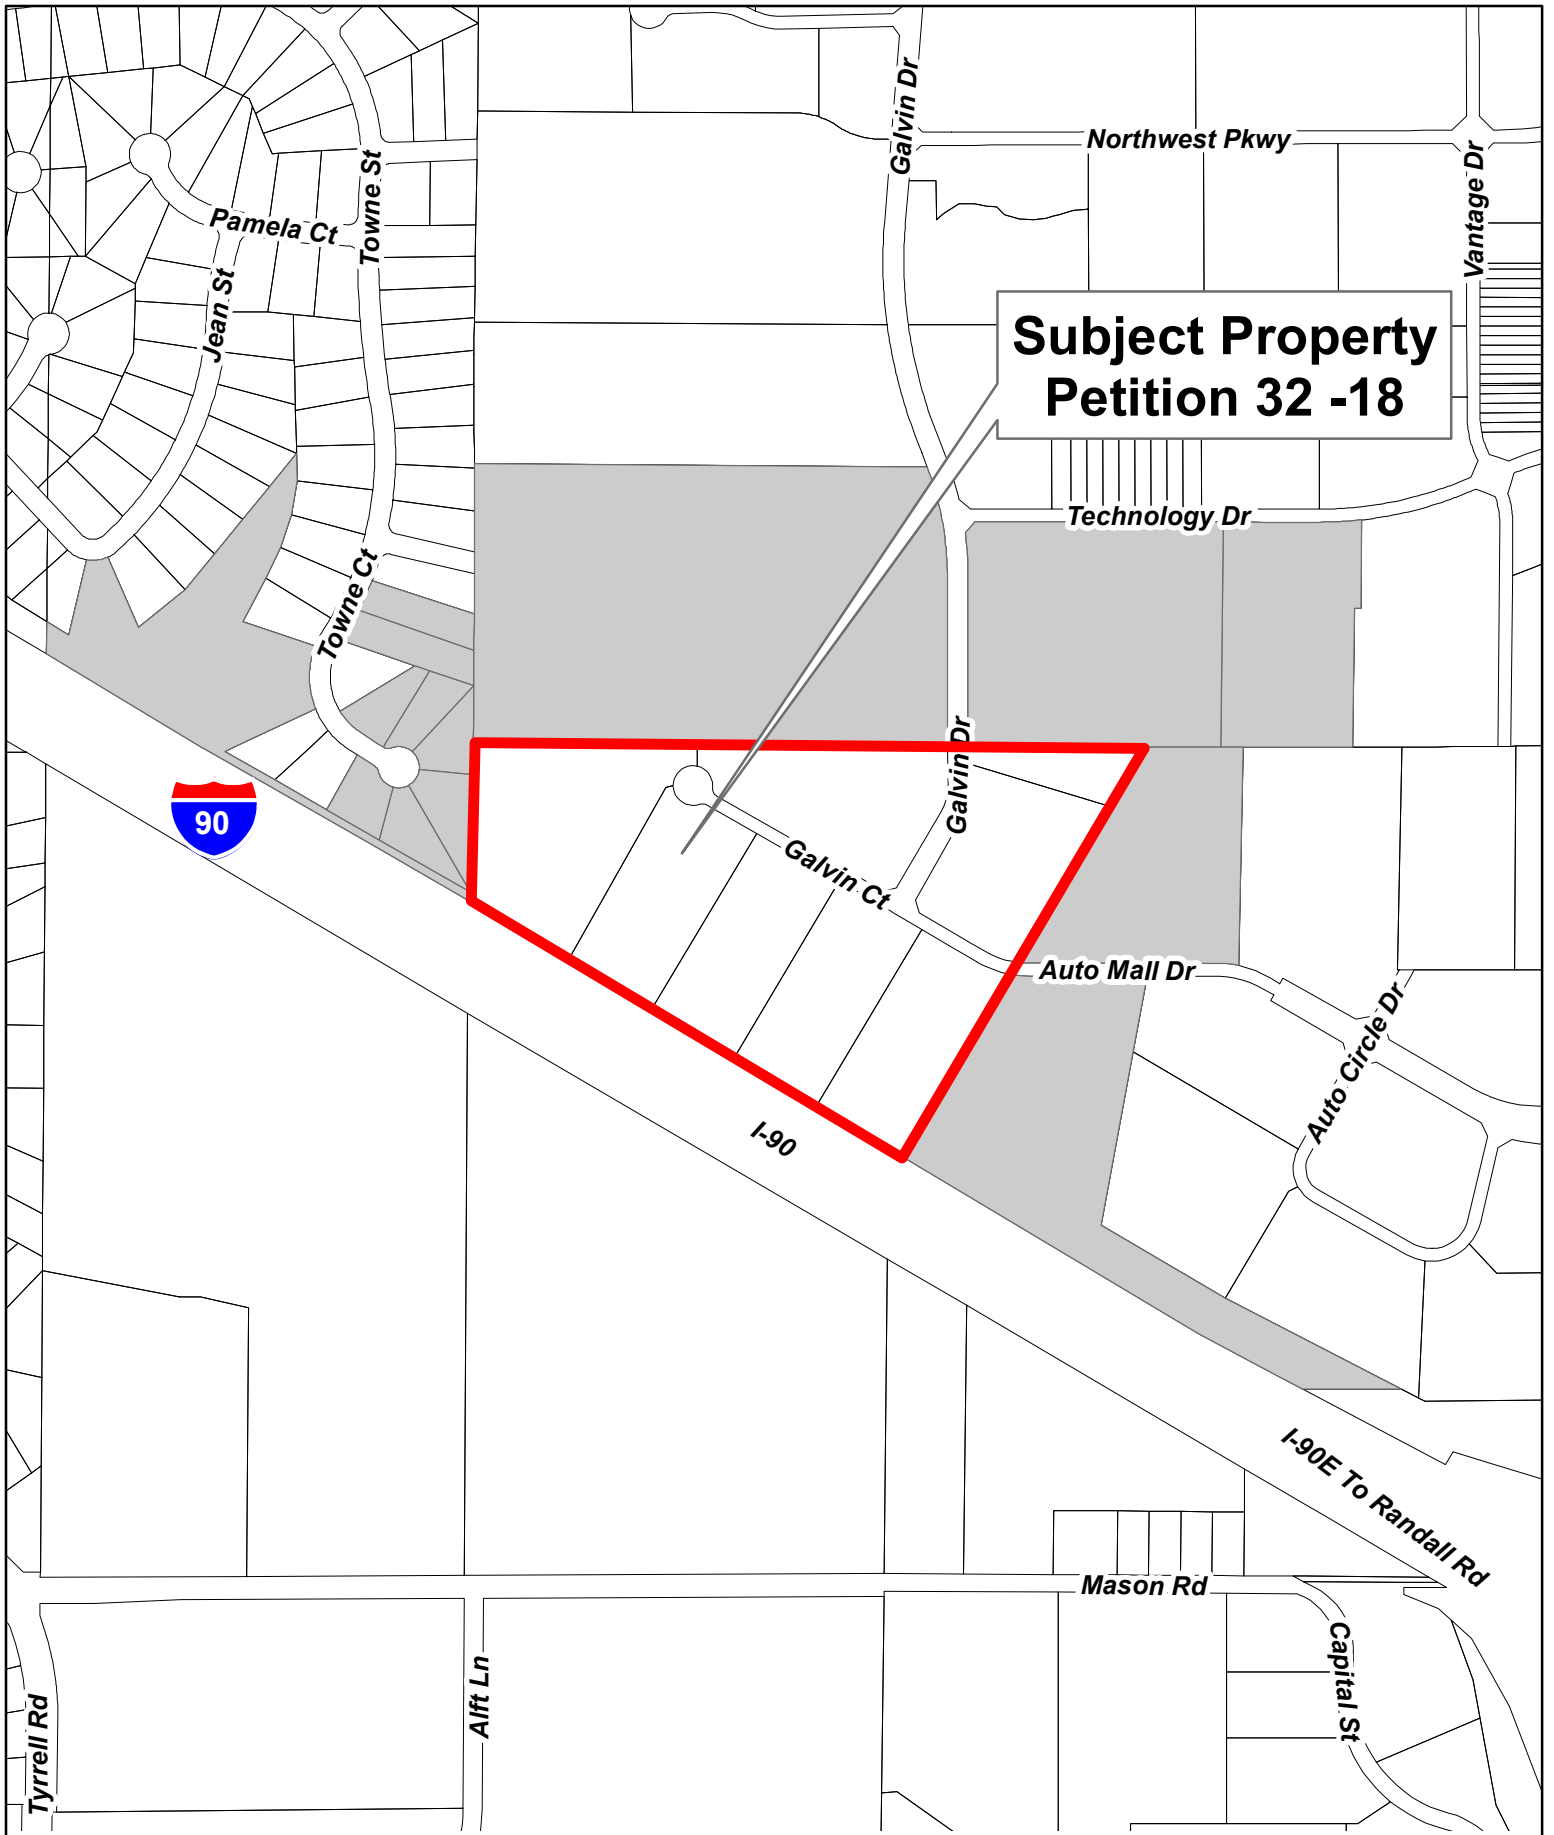 Galvin Dr
Northwest Pkwy
Vantage Dr
Towne St
Pamela Ct
Jean St
Subject Property
Petition 32 -18
Technology Dr
Towne Ct
Galvin Dr
90
Galvin Ct
Auto Mall Dr
Auto Circle Dr
I-90
I-90E To Randall Rd
Mason Rd
Capital St
Alft Ln
Tyrrell Rd